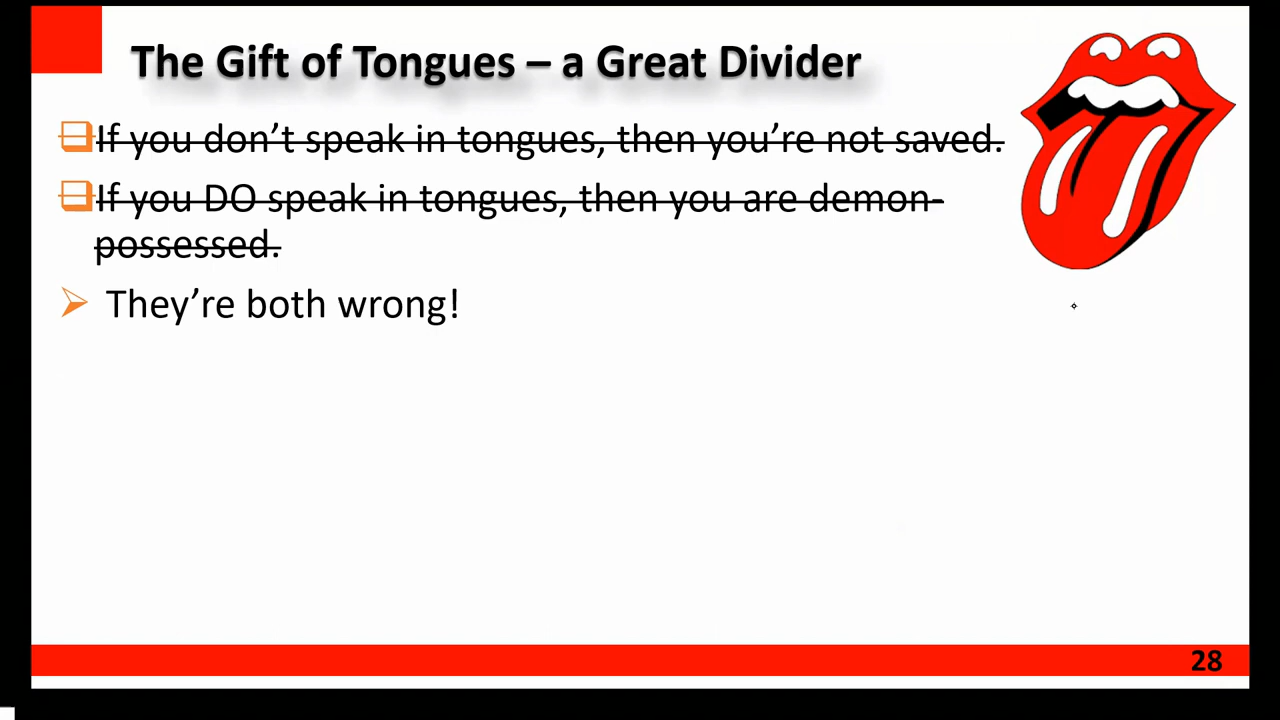 The Gift of Tongues – a Great Divider
If you don’t speak in tongues, then you’re not saved.
If you DO speak in tongues, then you are demon-
possessed.
They’re both wrong!
28